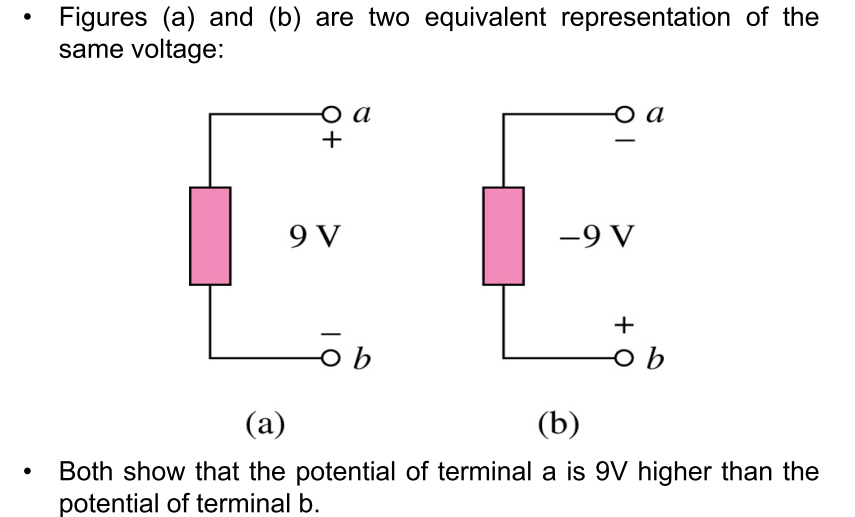 • Figures (a) and (b) are two equivalent representation of the
same voltage:
a
+
9 V
–
b
(a)
a
–
–9 V
+
b
(b)
• Both show that the potential of terminal a is 9V higher than the
potential of terminal b.